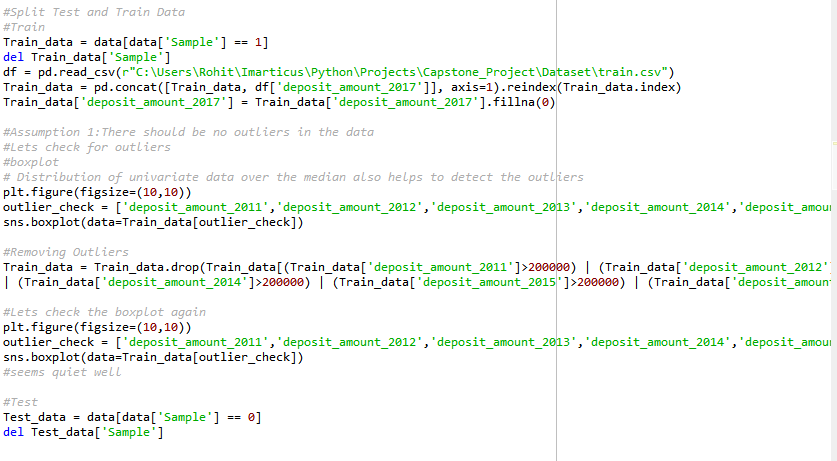 #Split Test and Train Data
#Train
Train_data = data[data['Sample'] == 1]
del Train_data['Sample']
df = pd.read_csv(r"C:\Users\Rohit\Imarticus\Python\Projects\Capstone_Project\Dataset\train.csv")
Train_data = pd.concat([Train_data, df['deposit_amount_2017']], axis=1).reindex(Train_data.index)
Train_data['deposit_amount_2017'] = Train_data['deposit_amount_2017'].fillna(0)
#Assumption 1:There should be no outliers in the data
#Lets check for outliers
#boxplot
# Distribution of univariate data over the median also helps to detect the outliers
plt.figure(figsize=(10,10))
outlier_check = ['deposit_amount_2011','deposit_amount_2012','deposit_amount_2013','deposit_amount_2014','deposit_amou
sns.boxplot(data=Train_data[outlier_check])
#Removing Outliers
Train_data = Train_data.drop(Train_data[(Train_data['deposit_amount_2011']>200000) | (Train_data['deposit_amount_2012']
| (Train_data['deposit_amount_2014']>200000) | (Train_data['deposit_amount_2015']>200000) | (Train_data['deposit_amount
#Lets check the boxplot again
plt.figure(figsize=(10,10))
outlier_check = ['deposit_amount_2011','deposit_amount_2012','deposit_amount_2013','deposit_amount_2014','deposit_amou
sns.boxplot(data=Train_data[outlier_check])
#seems quiet well
#Test
Test_data = data[data['Sample'] == 0]
del Test_data['Sample']